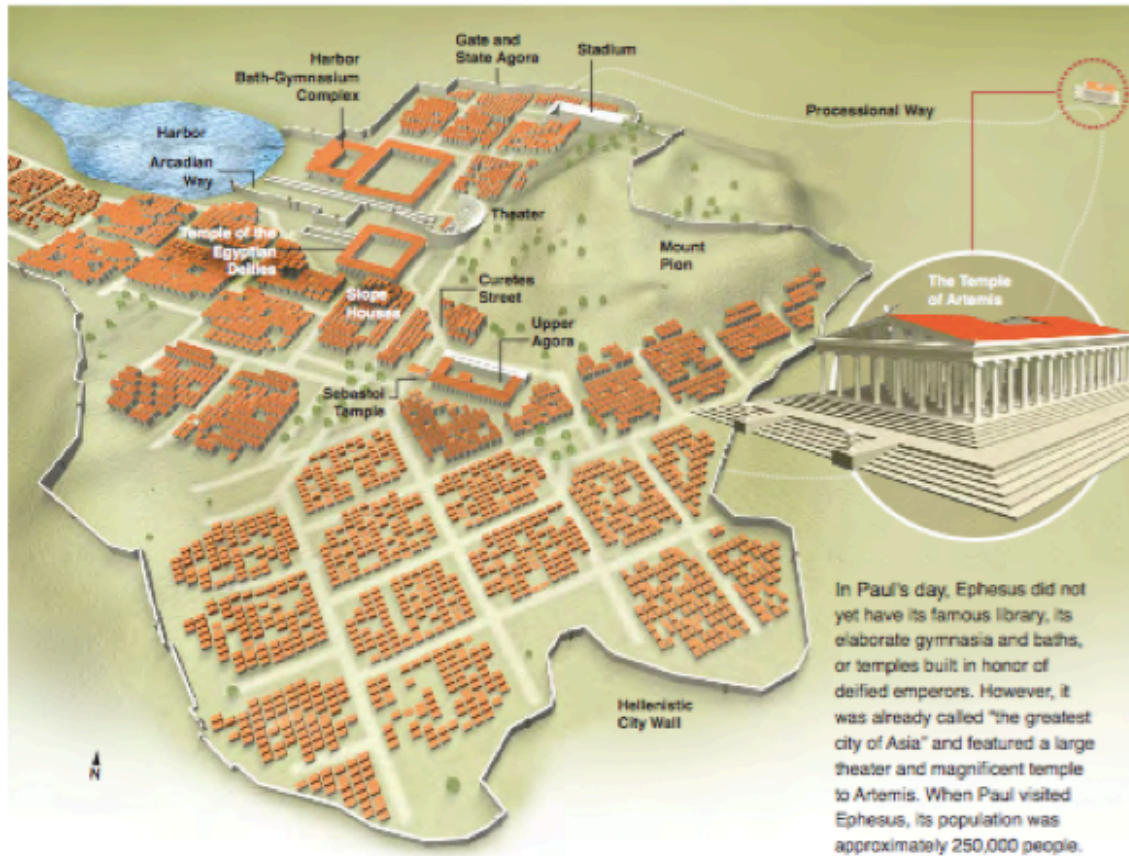 Gate and
State Agora
Stadium
Harbor
Bath-Gymnasium
Complex
Processional Way
Harbor
Arcadian
Way
Theater
Temple of the
Egyptian
Deities
Mount
Pion
Curetes
Street
The Temple
of Artemis
Slope
Houses
Upper
Agora
Sebastoi
Temple
In Paul's day, Ephesus did not
yet have its famous library, its
elaborate gymnasia and baths,
or temples built in honor of
deified emperors. However, it
was already called "the greatest
city of Asia" and featured a large
theater and magnificent temple
to Artemis. When Paul visited
Ephesus, its population was
approximately 250,000 people.
Hellenistic
City Wall
N